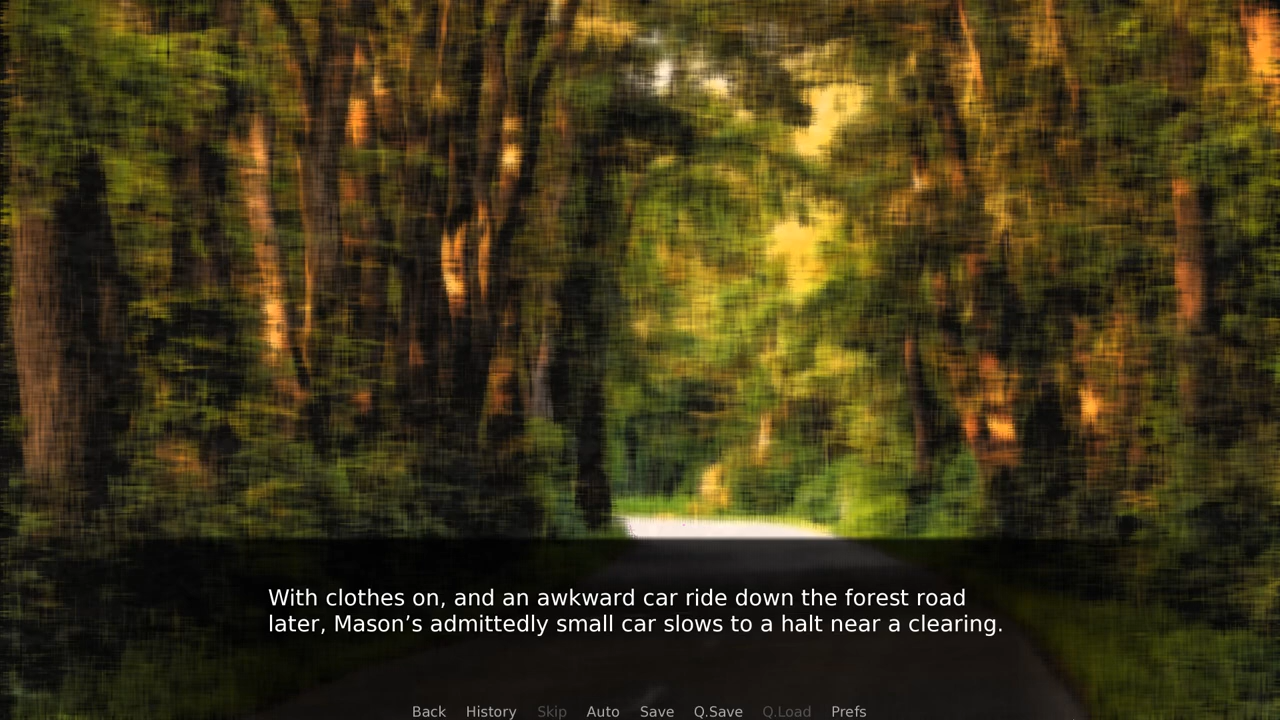 With clothes on, and an awkward car ride down the forest road
later, Mason’s admittedly small car slows to a halt near a clearing.
Back History Skip Auto Save Q.Save Q.Load Prefs